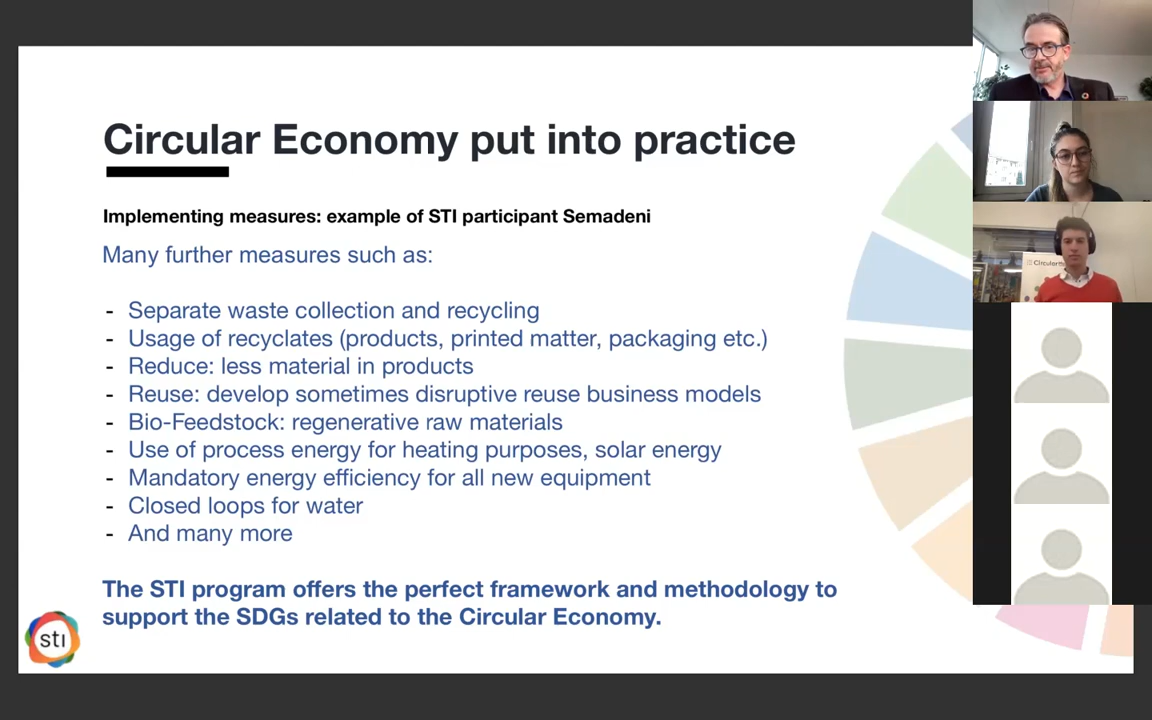 Circular Economy put into practice
Implementing measures: example of STI participant Semadeni
Many further measures such as:
- Separate waste collection and recycling
- Usage of recyclates (products, printed matter, packaging etc.)
- Reduce: less material in products
- Reuse: develop sometimes disruptive reuse business models
- Bio-Feedstock: regenerative raw materials
- Use of process energy for heating purposes, solar energy
- Mandatory energy efficiency for all new equipment
- Closed loops for water
- And many more
The STI program offers the perfect framework and methodology to
support the SDGs related to the Circular Economy.
sti